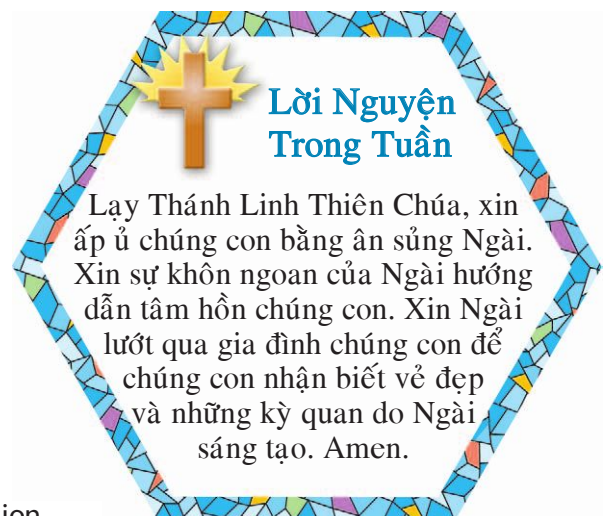 Lời Nguyện
Trong Tuần
Lạy Thánh Linh Thiên Chúa, xin
ấp ủ chúng con bằng ân sủng Ngài.
Xin sự khôn ngoan của Ngài hướng
dẫn tâm hồn chúng con. Xin Ngài
lướt qua gia đình chúng con để
chúng con nhận biết vẻ đẹp
và những kỳ quan do Ngài
sáng tạo. Amen.